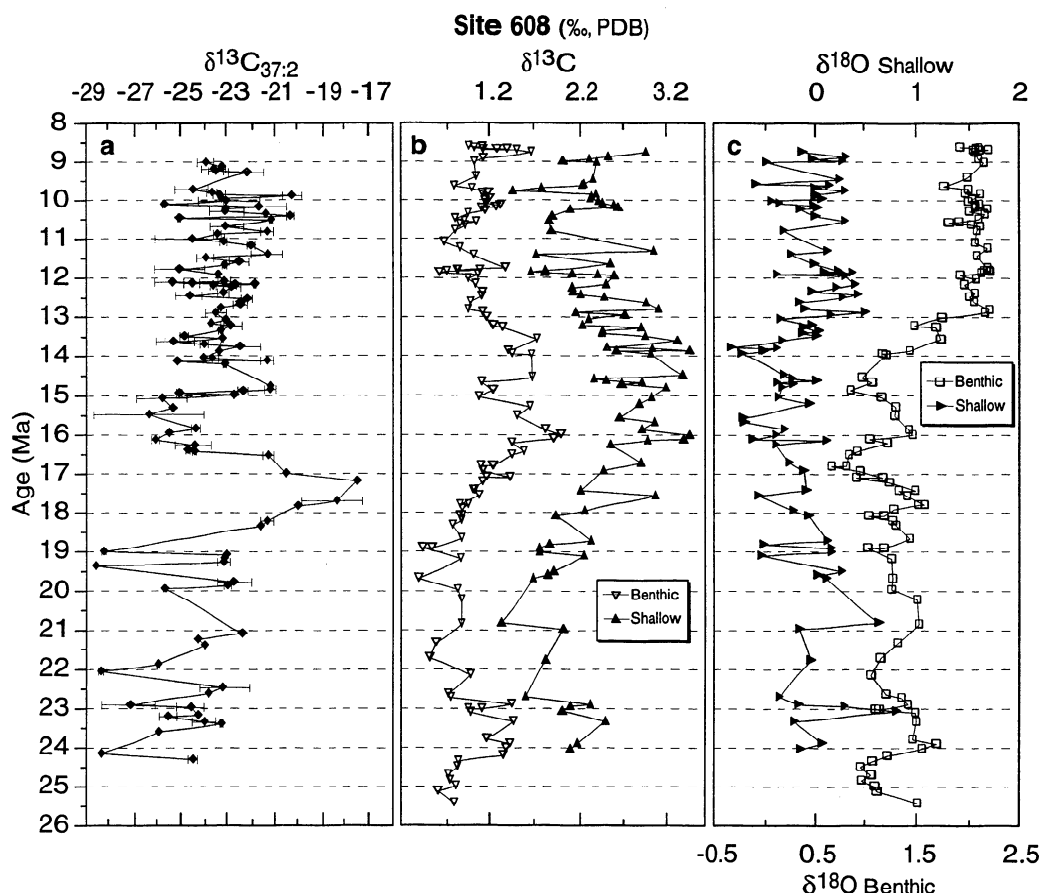 Site 608 (‰, PDB)
δ13C37:2 δ13C δ18O Shallow
-29 -27 -25 -23 -21 -19 -17 1.2 2.2 3.2 0 1 2
a b c
Age (Ma)
8
9
10
11
12
13
14
15
16
17
18
19
20
21
22
23
24
25
26
Benthic
Shallow
Benthic
Shallow
-0.5 0.5 1.5 2.5
δ18O Benthic